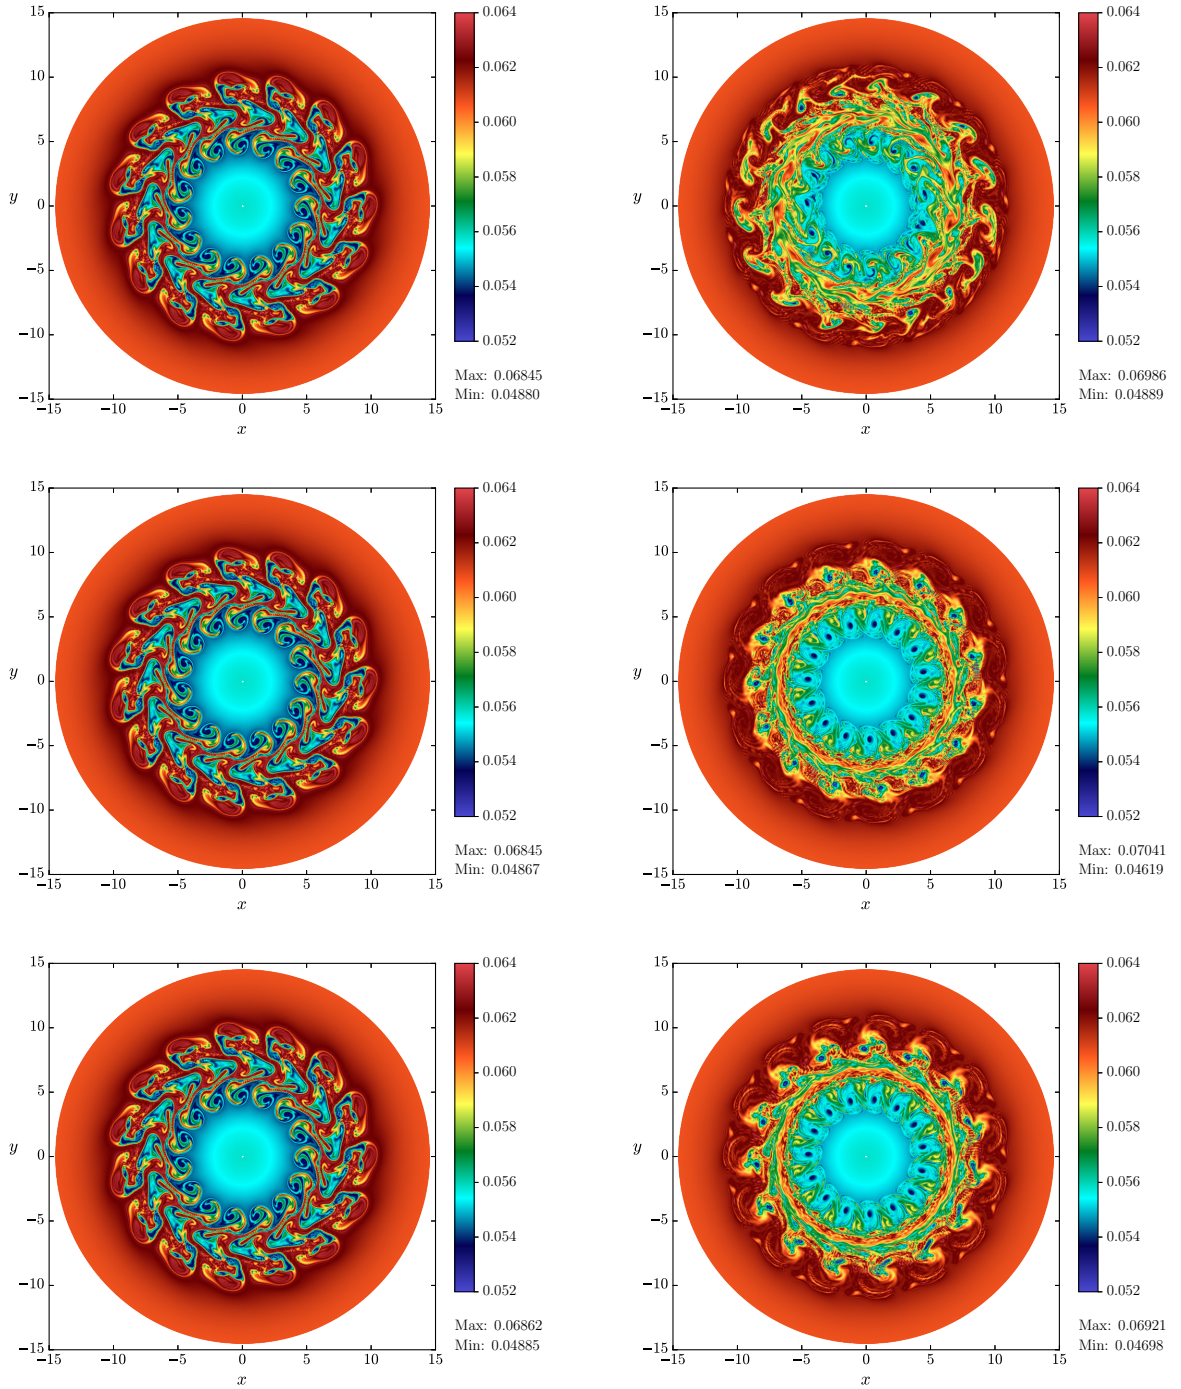 15
10
5
0
−5
−10
−15
y
−15 −10 −5 0 5 10 15
x
0.064
0.062
0.060
0.058
0.056
0.054
0.052
Max: 0.06845
Min: 0.04880
15
10
5
0
−5
−10
−15
y
−15 −10 −5 0 5 10 15
x
0.064
0.062
0.060
0.058
0.056
0.054
0.052
Max: 0.06986
Min: 0.04889
15
10
5
0
−5
−10
−15
y
−15 −10 −5 0 5 10 15
x
0.064
0.062
0.060
0.058
0.056
0.054
0.052
Max: 0.06845
Min: 0.04867
15
10
5
0
−5
−10
−15
y
−15 −10 −5 0 5 10 15
x
0.064
0.062
0.060
0.058
0.056
0.054
0.052
Max: 0.07041
Min: 0.04619
15
10
5
0
−5
−10
−15
y
−15 −10 −5 0 5 10 15
x
0.064
0.062
0.060
0.058
0.056
0.054
0.052
Max: 0.06862
Min: 0.04885
15
10
5
0
−5
−10
−15
y
−15 −10 −5 0 5 10 15
x
0.064
0.062
0.060
0.058
0.056
0.054
0.052
Max: 0.06921
Min: 0.04698